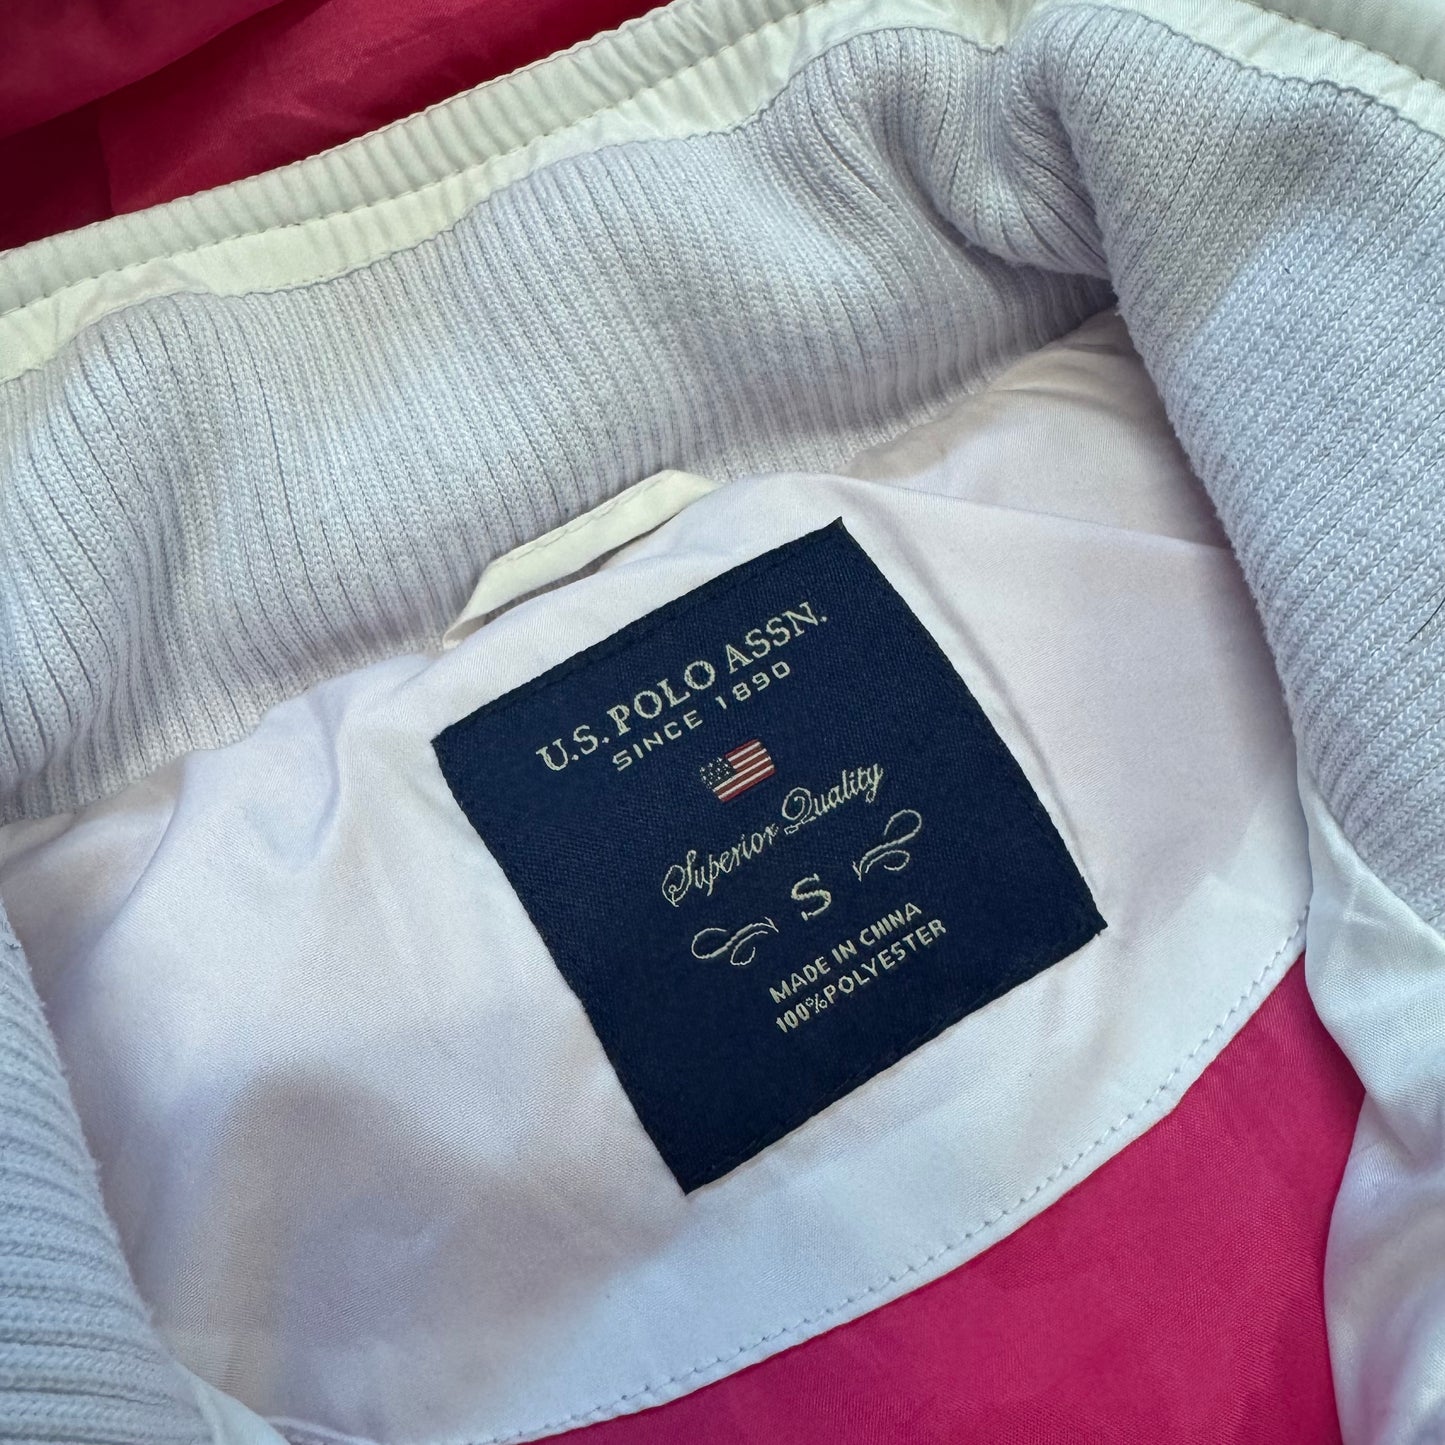 U.S. POLO ASSN.
SINCE 1890
Superior Quality
S
MADE IN CHINA
100%POLYESTER